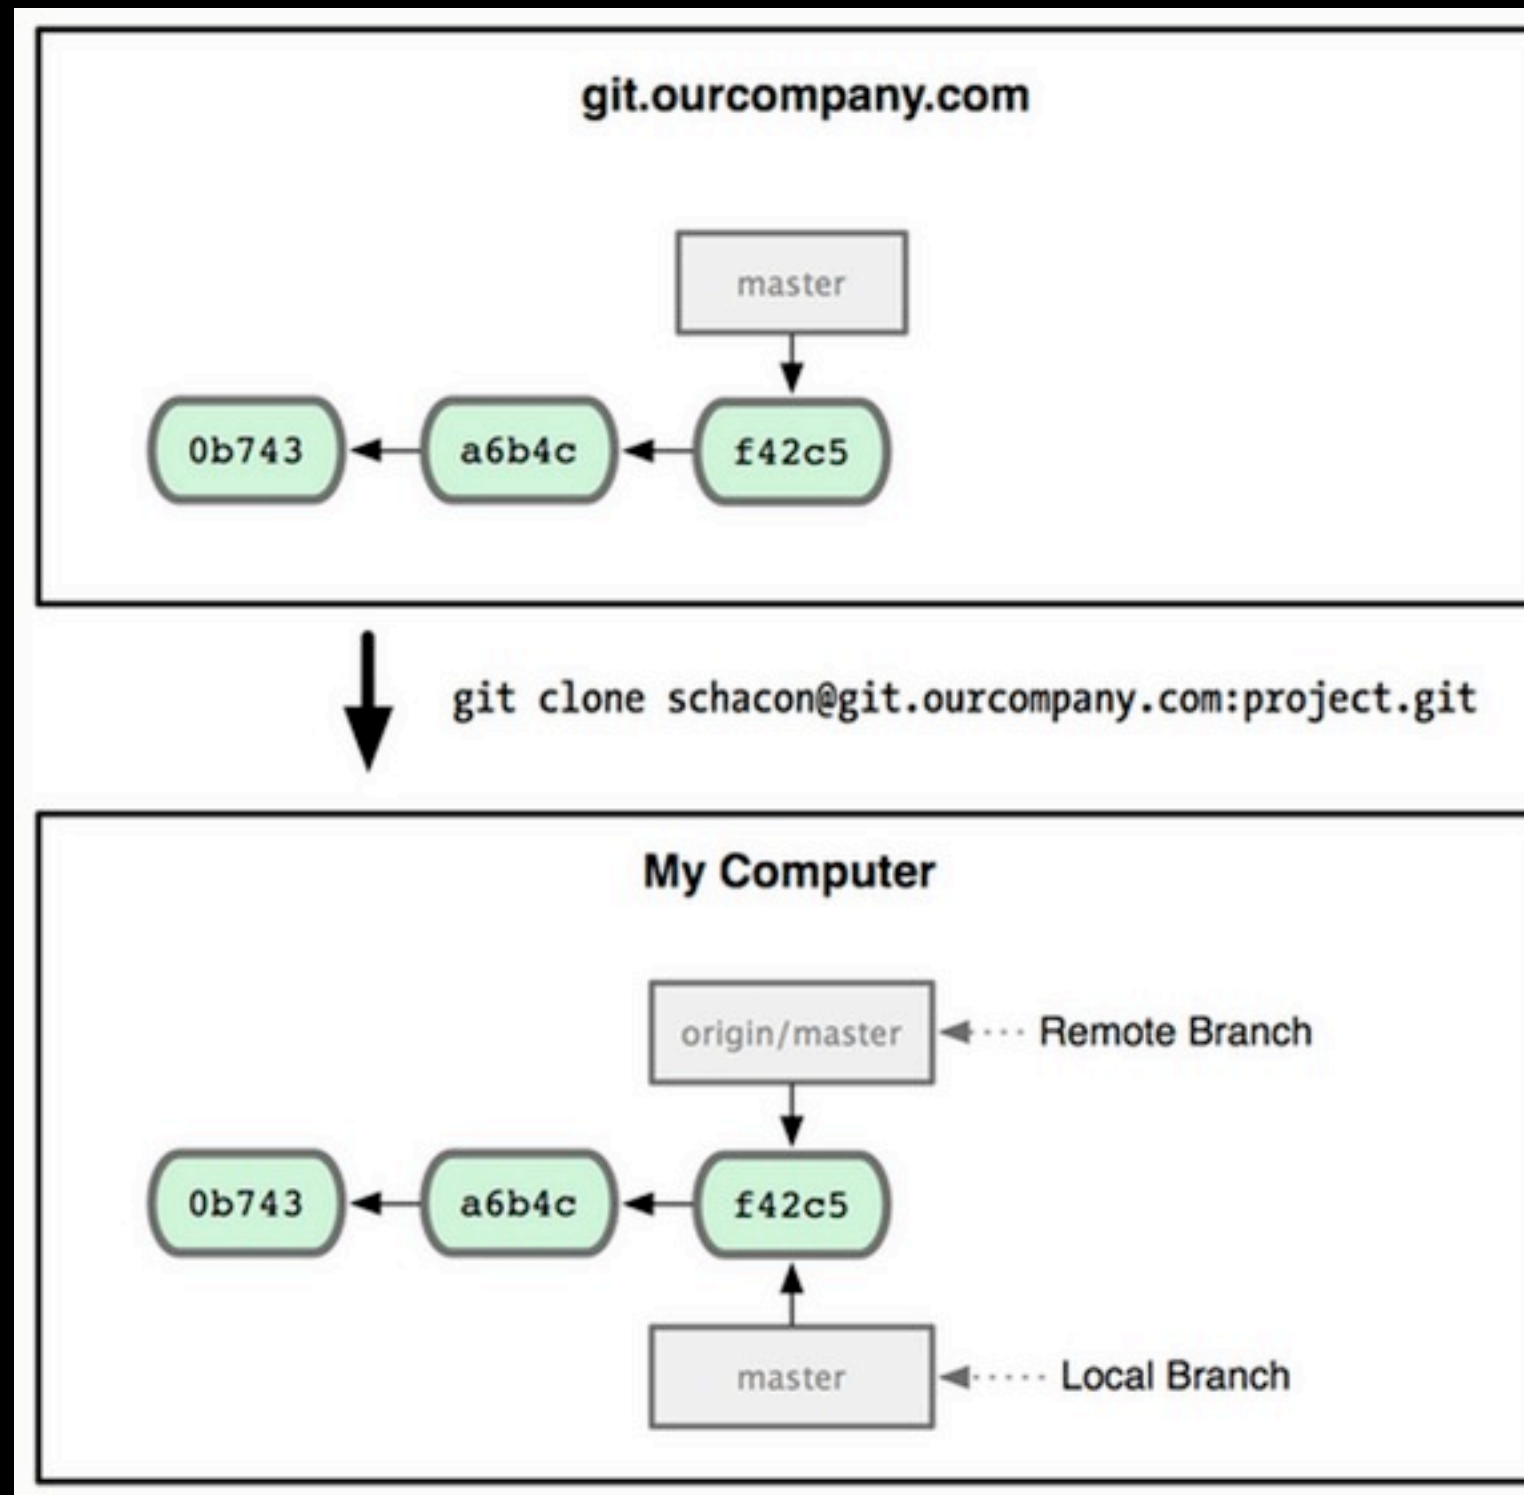 git.ourcompany.com
master
0b743 a6b4c f42c5
git clone schacon@git.ourcompany.com:project.git
My Computer
origin/master Remote Branch
0b743 a6b4c f42c5
master Local Branch